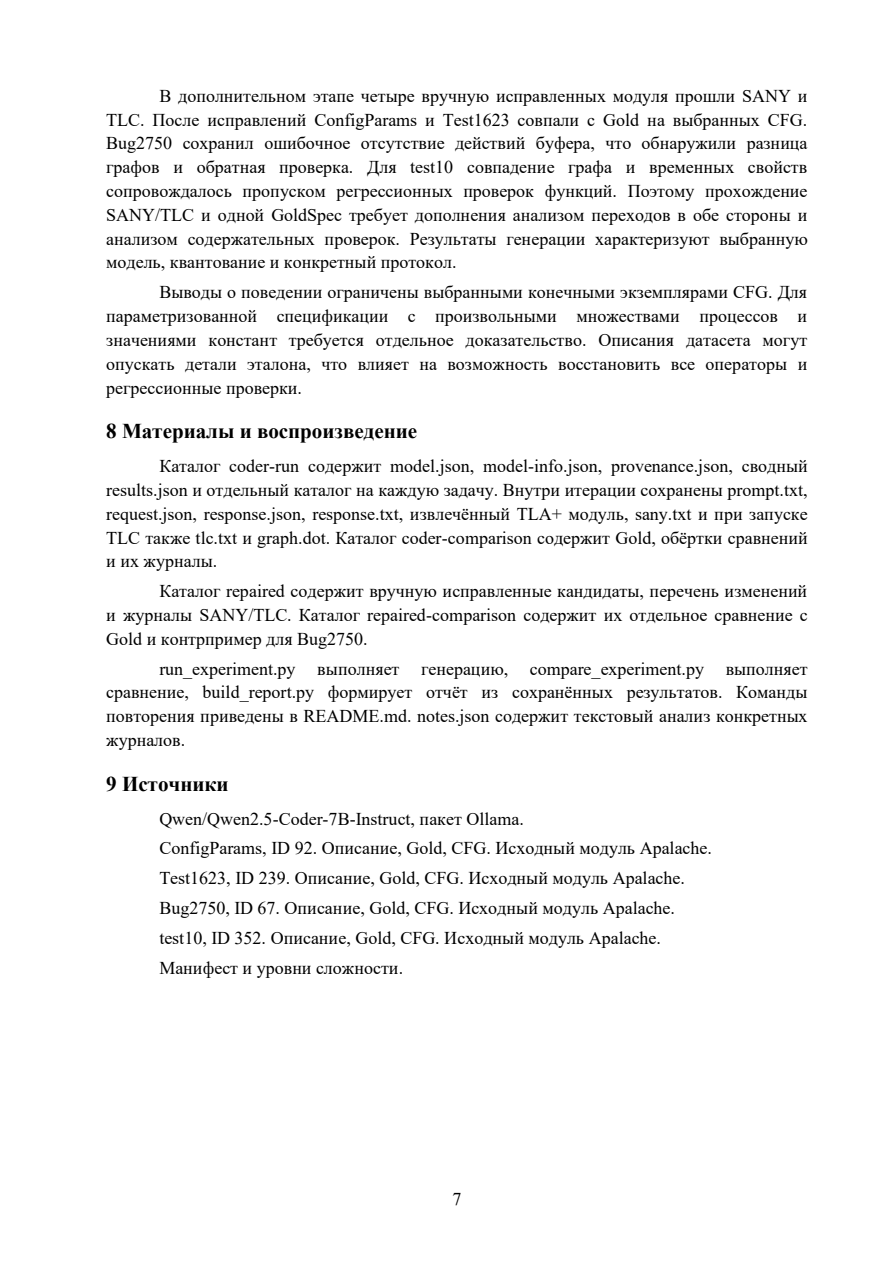 В дополнительном этапе четыре вручную исправленных модуля прошли SANY и
TLC. После исправлений ConfigParams и Test1623 совпали с Gold на выбранных CFG.
Bug2750 сохранил ошибочное отсутствие действий буфера, что обнаружили разница
графов и обратная проверка. Для test10 совпадение графа и временных свойств
сопровождалось пропуском регрессионных проверок функций. Поэтому прохождение
SANY/TLC и одной GoldSpec требует дополнения анализом переходов в обе стороны и
анализом содержательных проверок. Результаты генерации характеризуют выбранную
модель, квантование и конкретный протокол.
Выводы о поведении ограничены выбранными конечными экземплярами CFG. Для
параметризованной спецификации с произвольными множествами процессов и
значениями констант требуется отдельное доказательство. Описания датасета могут
опускать детали эталона, что влияет на возможность восстановить все операторы и
регрессионные проверки.
8 Материалы и воспроизведение
Каталог coder-run содержит model.json, model-info.json, provenance.json, сводный
results.json и отдельный каталог на каждую задачу. Внутри итерации сохранены prompt.txt,
request.json, response.json, response.txt, извлечённый TLA+ модуль, sany.txt и при запуске
TLC также tlc.txt и graph.dot. Каталог coder-comparison содержит Gold, обёртки сравнений
и их журналы.
Каталог repaired содержит вручную исправленные кандидаты, перечень изменений
и журналы SANY/TLC. Каталог repaired-comparison содержит их отдельное сравнение с
Gold и контрпример для Bug2750.
run_experiment.py выполняет генерацию, compare_experiment.py выполняет
сравнение, build_report.py формирует отчёт из сохранённых результатов. Команды
повторения приведены в README.md. notes.json содержит текстовый анализ конкретных
журналов.
9 Источники
Qwen/Qwen2.5-Coder-7B-Instruct, пакет Ollama.
ConfigParams, ID 92. Описание, Gold, CFG. Исходный модуль Apalache.
Test1623, ID 239. Описание, Gold, CFG. Исходный модуль Apalache.
Bug2750, ID 67. Описание, Gold, CFG. Исходный модуль Apalache.
test10, ID 352. Описание, Gold, CFG. Исходный модуль Apalache.
Манифест и уровни сложности.
7